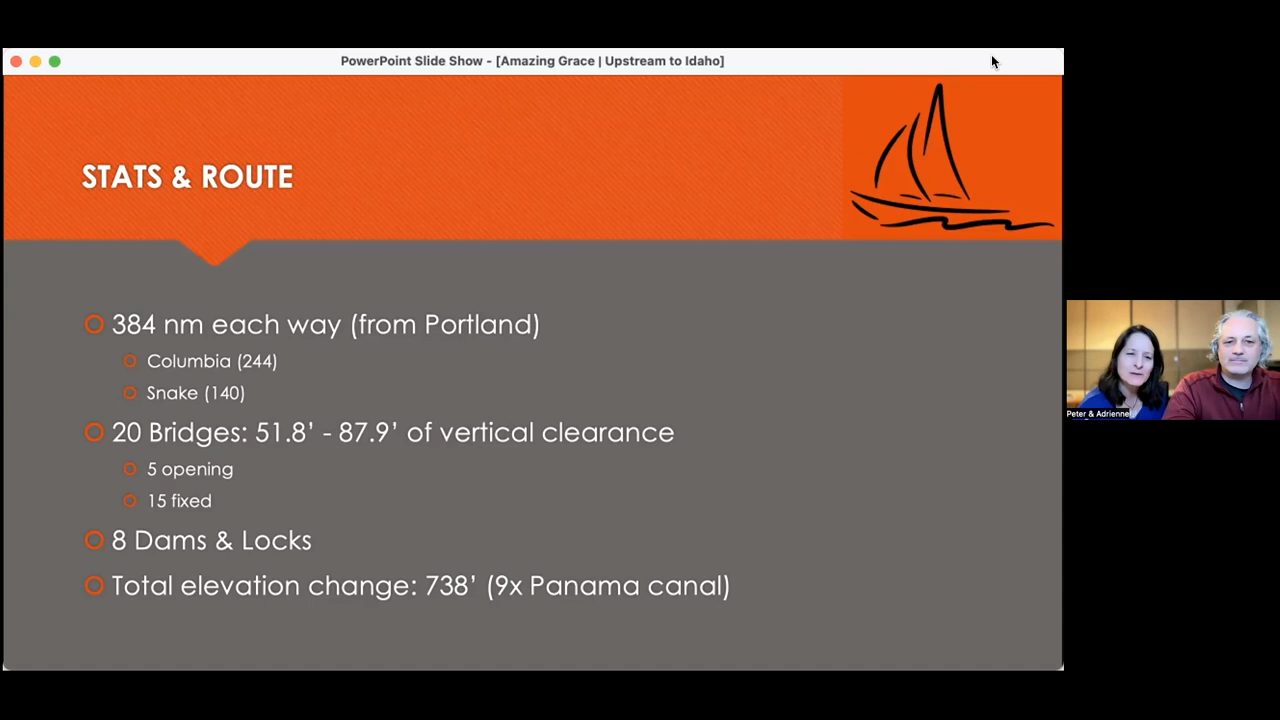 PowerPoint Slide Show - [Amazing Grace | Upstream to Idaho]
STATS & ROUTE
384 nm each way (from Portland)
Columbia (244)
Snake (140)
20 Bridges: 51.8’ - 87.9’ of vertical clearance
5 opening
15 fixed
8 Dams & Locks
Total elevation change: 738’ (9x Panama canal)
Peter & Adrienne